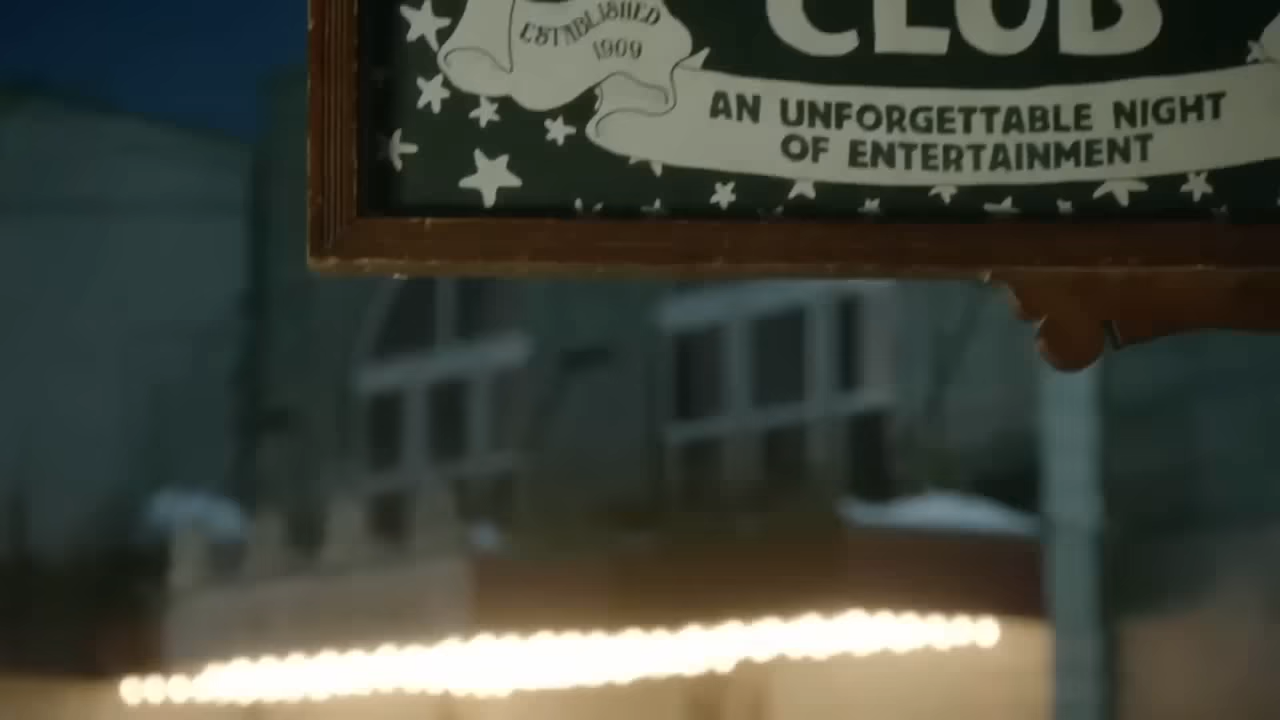 ESTABLISHED
1909
CLUB
AN UNFORGETTABLE NIGHT
OF ENTERTAINMENT